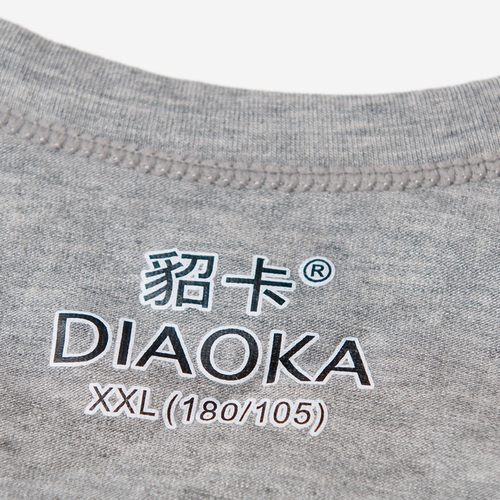 貂卡®
DIAOKA
XXL (180/105)